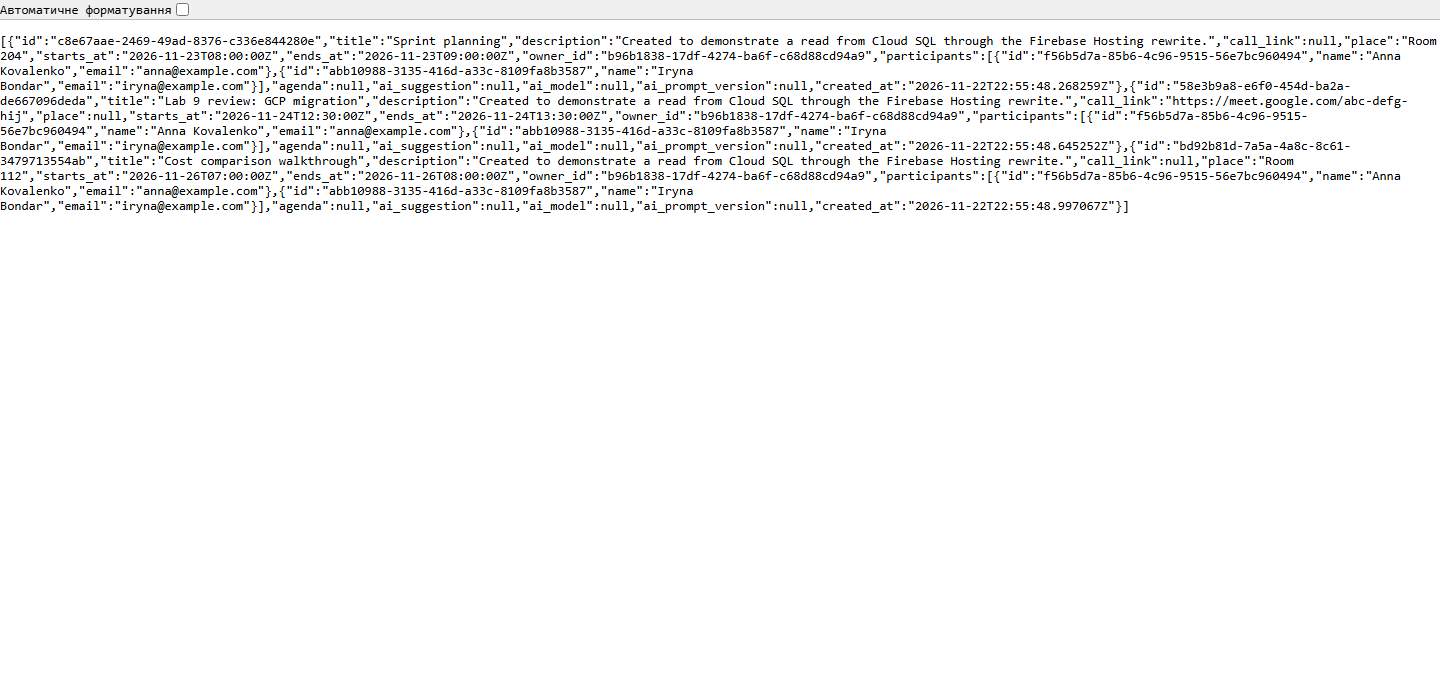 Автоматичне форматування
[{"id":"c8e67aae-2469-49ad-8376-c336e844280e","title":"Sprint planning","description":"Created to demonstrate a read from Cloud SQL through the Firebase Hosting rewrite.","call_link":null,"place":"Room
204","starts_at":"2026-11-23T08:00:00Z","ends_at":"2026-11-23T09:00:00Z","owner_id":"b96b1838-17df-4274-ba6f-c68d88cd94a9","participants":[{"id":"f56b5d7a-85b6-4c96-9515-56e7bc960494","name":"Anna
Kovalenko","email":"anna@example.com"},{"id":"abb10988-3135-416d-a33c-8109fa8b3587","name":"Iryna
Bondar","email":"iryna@example.com"}],"agenda":null,"ai_suggestion":null,"ai_model":null,"ai_prompt_version":null,"created_at":"2026-11-22T22:55:48.268259Z"},{"id":"58e3b9a8-e6f0-454d-ba2a-
de667096deda","title":"Lab 9 review: GCP migration","description":"Created to demonstrate a read from Cloud SQL through the Firebase Hosting rewrite.","call_link":"https://meet.google.com/abc-defg-
hij","place":null,"starts_at":"2026-11-24T12:30:00Z","ends_at":"2026-11-24T13:30:00Z","owner_id":"b96b1838-17df-4274-ba6f-c68d88cd94a9","participants":[{"id":"f56b5d7a-85b6-4c96-9515-
56e7bc960494","name":"Anna Kovalenko","email":"anna@example.com"},{"id":"abb10988-3135-416d-a33c-8109fa8b3587","name":"Iryna
Bondar","email":"iryna@example.com"}],"agenda":null,"ai_suggestion":null,"ai_model":null,"ai_prompt_version":null,"created_at":"2026-11-22T22:55:48.645252Z"},{"id":"bd92b81d-7a5a-4a8c-8c61-
3479713554ab","title":"Cost comparison walkthrough","description":"Created to demonstrate a read from Cloud SQL through the Firebase Hosting rewrite.","call_link":null,"place":"Room
112","starts_at":"2026-11-26T07:00:00Z","ends_at":"2026-11-26T08:00:00Z","owner_id":"b96b1838-17df-4274-ba6f-c68d88cd94a9","participants":[{"id":"f56b5d7a-85b6-4c96-9515-56e7bc960494","name":"Anna
Kovalenko","email":"anna@example.com"},{"id":"abb10988-3135-416d-a33c-8109fa8b3587","name":"Iryna
Bondar","email":"iryna@example.com"}],"agenda":null,"ai_suggestion":null,"ai_model":null,"ai_prompt_version":null,"created_at":"2026-11-22T22:55:48.997067Z"}]